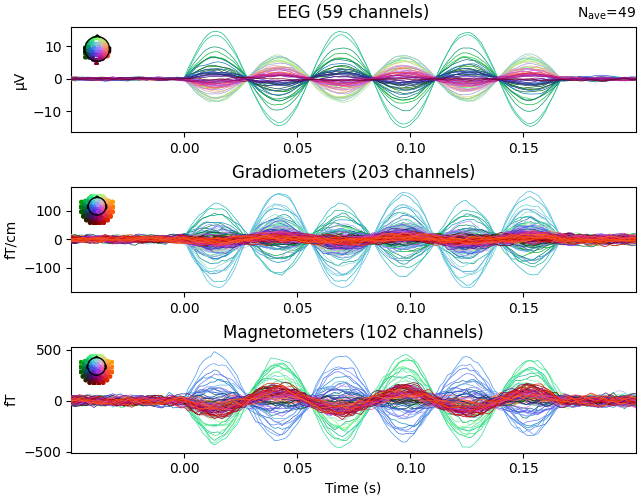 EEG (59 channels)
Nave=49
10
0
−10
µV
0.00 0.05 0.10 0.15
Gradiometers (203 channels)
100
0
−100
fT/cm
0.00 0.05 0.10 0.15
Magnetometers (102 channels)
500
0
−500
fT
0.00 0.05 0.10 0.15
Time (s)